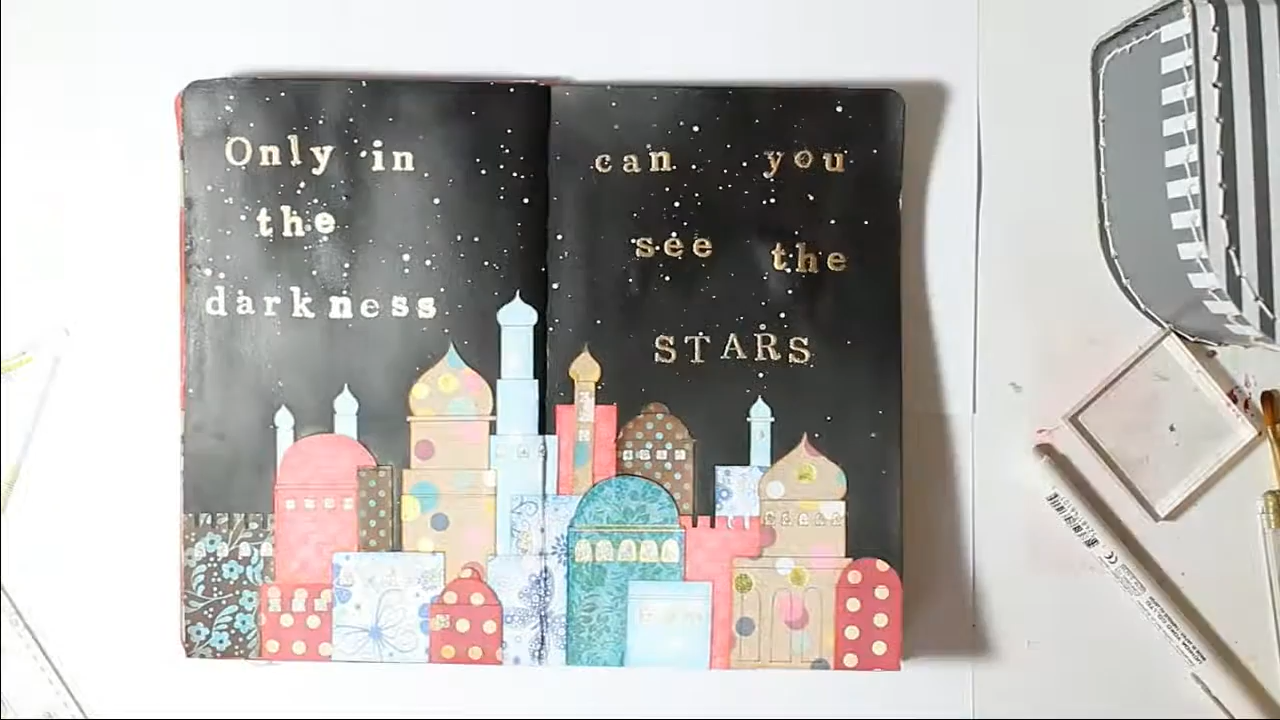 Only in
the
darkness
can you
see the
STARS